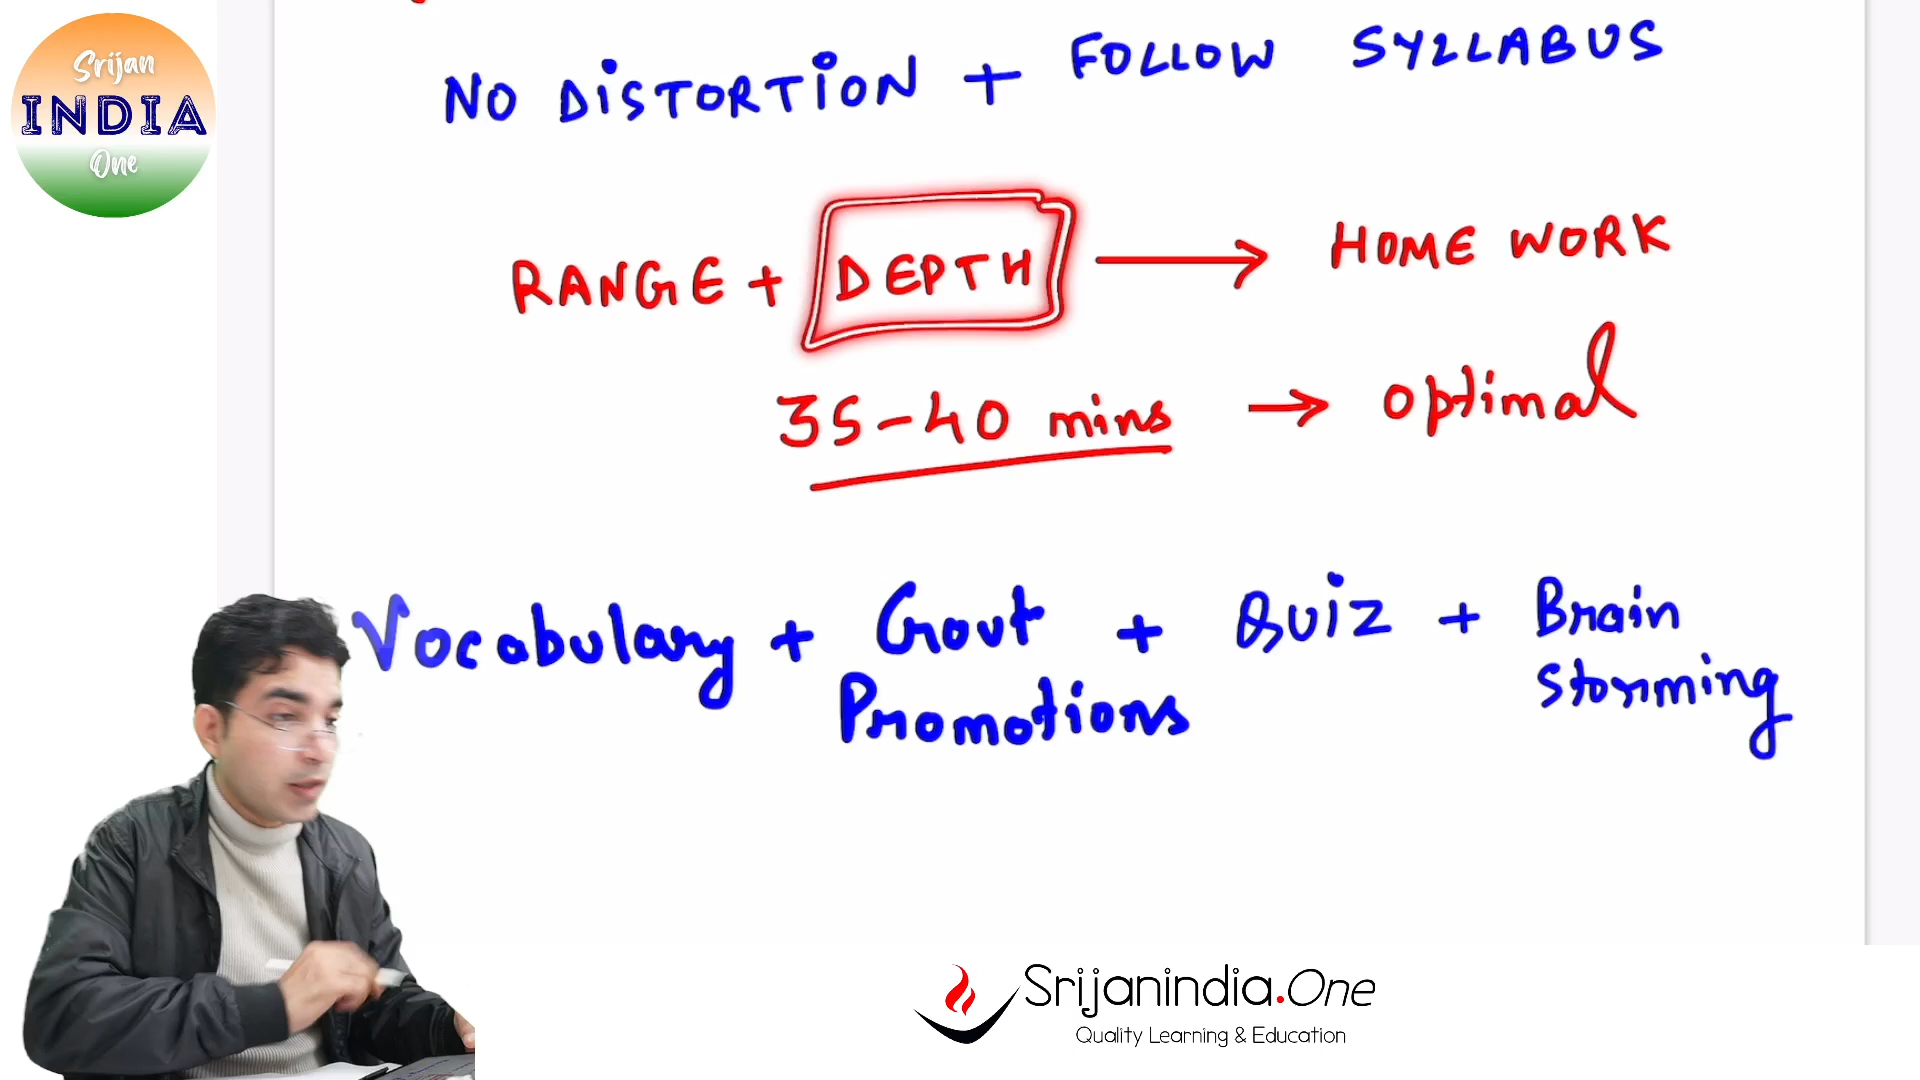 Srijan
INDIA
One
NO DISTORTION + FOLLOW SYLLABUS
RANGE + DEPTH → HOME WORK
35-40 mins → optimal
Vocabulary + Govt Promotions + QUIZ + Brain storming
Srijanindia.One
Quality Learning & Education